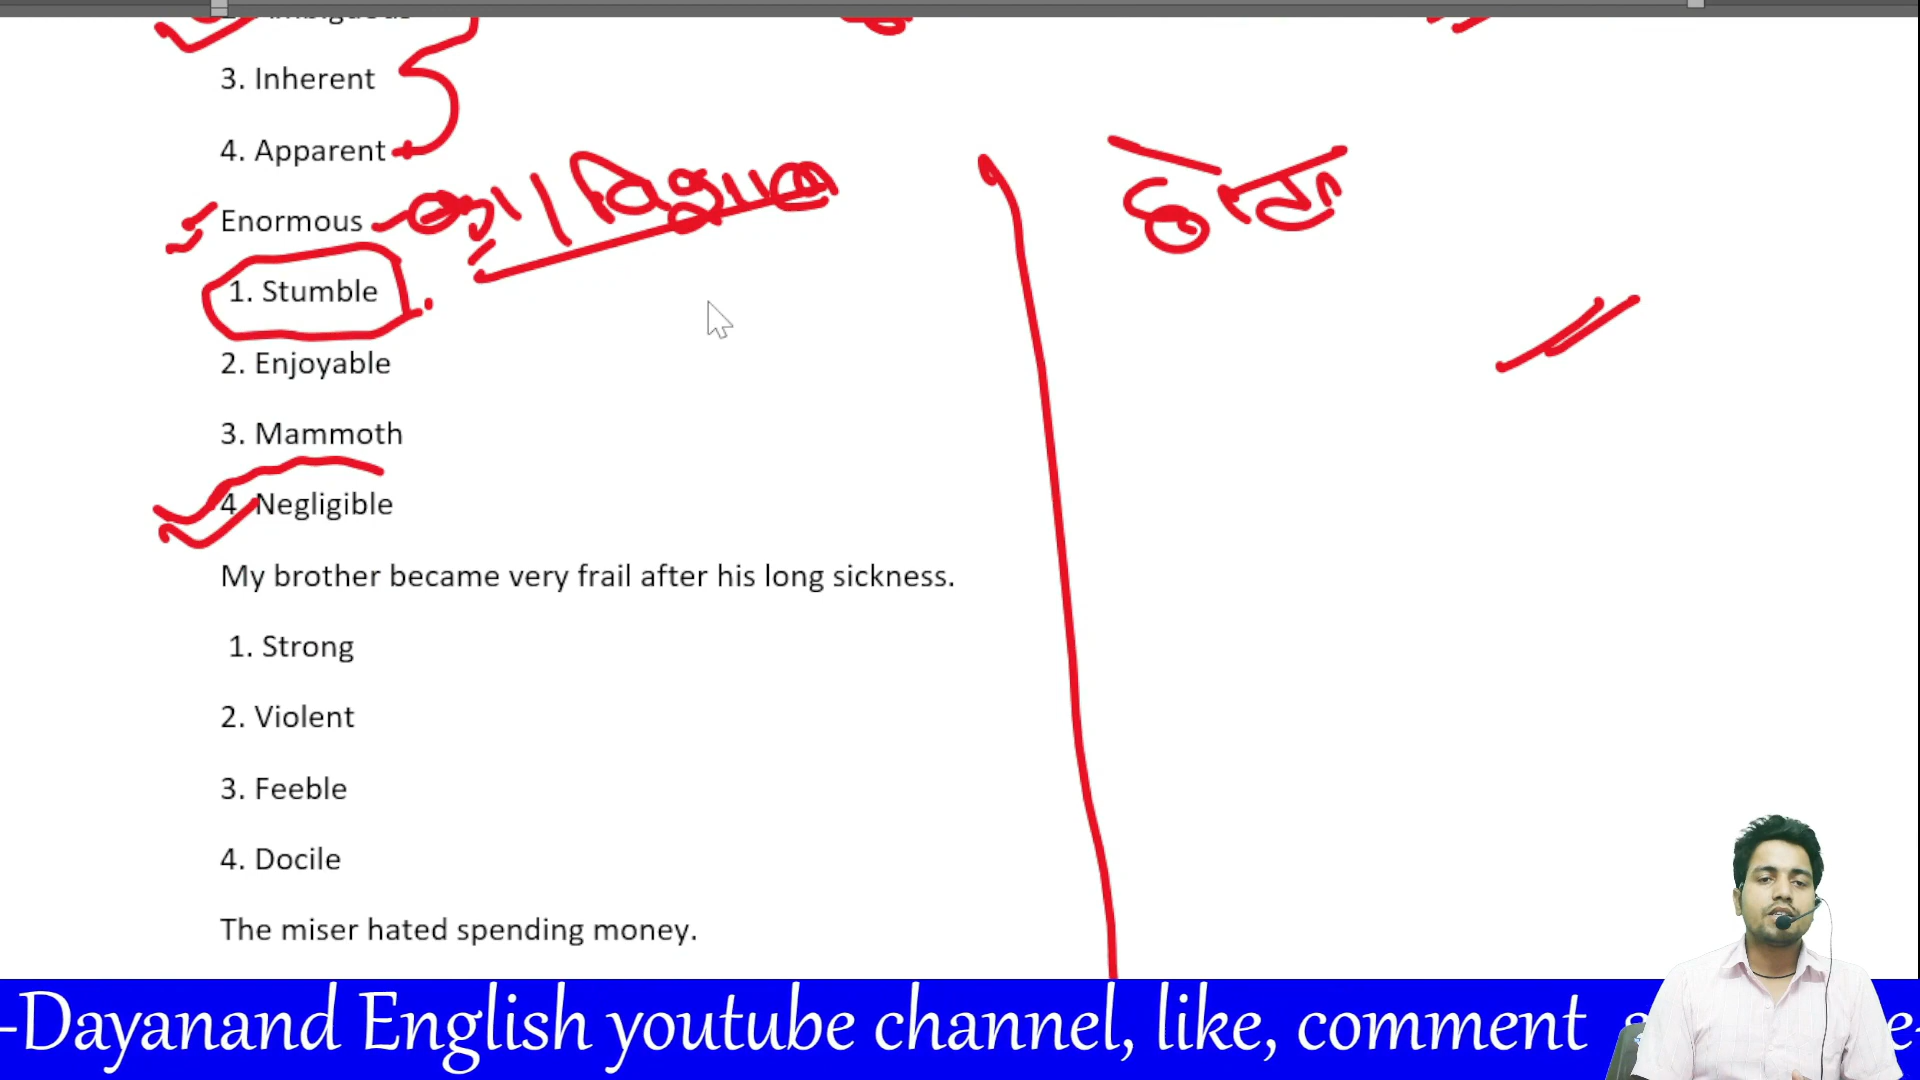 3. Inherent
4. Apparent
Enormous
1. Stumble
2. Enjoyable
3. Mammoth
4. Negligible
My brother became very frail after his long sickness.
1. Strong
2. Violent
3. Feeble
4. Docile
The miser hated spending money.
-Dayanand English youtube channel, like, comment